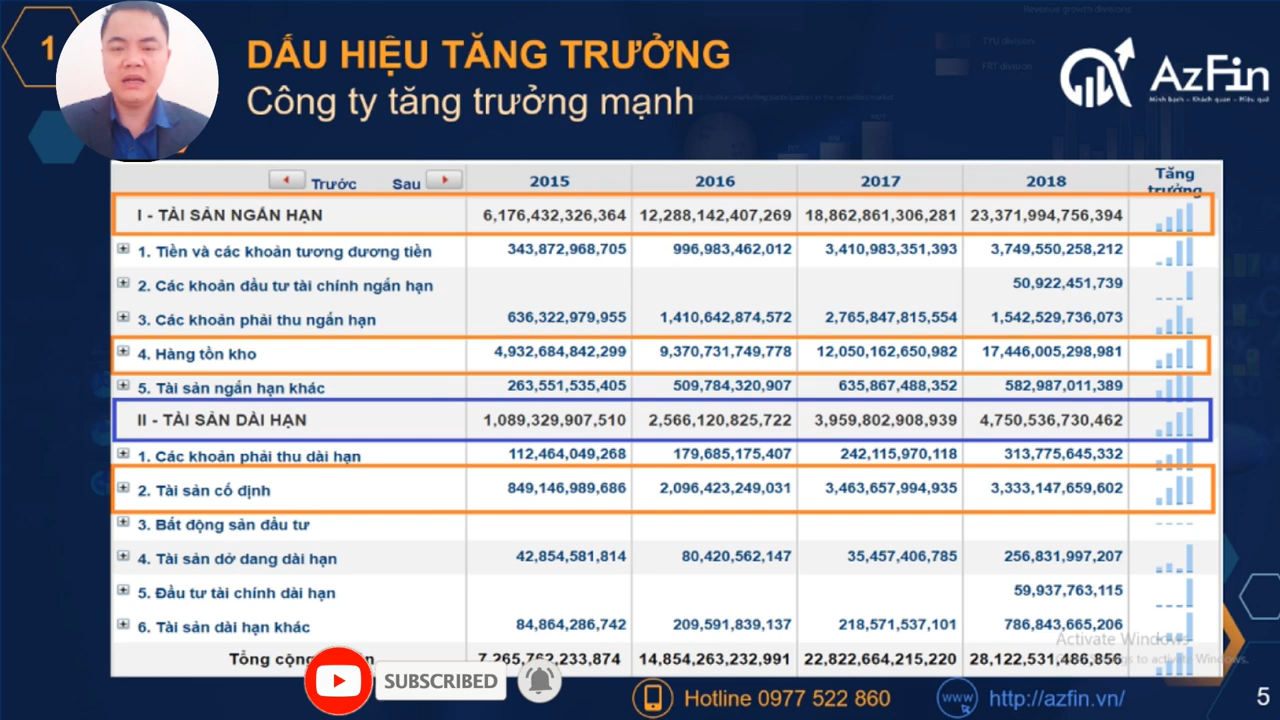 1
DẤU HIỆU TĂNG TRƯỞNG
Công ty tăng trưởng mạnh
AzFin
Minh bạch - Khách quan - Hiệu quả
Revenue growth divisions
TYU division
FRT division
Trước Sau 2015 2016 2017 2018 Tăng trưởng
I - TÀI SẢN NGẮN HẠN 6,176,432,326,364 12,288,142,407,269 18,862,861,306,281 23,371,994,756,394
1. Tiền và các khoản tương đương tiền 343,872,968,705 996,983,462,012 3,410,983,351,393 3,749,550,258,212
2. Các khoản đầu tư tài chính ngắn hạn 50,922,451,739
3. Các khoản phải thu ngắn hạn 636,322,979,955 1,410,642,874,572 2,765,847,815,554 1,542,529,736,073
4. Hàng tồn kho 4,932,684,842,299 9,370,731,749,778 12,050,162,650,982 17,446,005,298,981
5. Tài sản ngắn hạn khác 263,551,535,405 509,784,320,907 635,867,488,352 582,987,011,389
II - TÀI SẢN DÀI HẠN 1,089,329,907,510 2,566,120,825,722 3,959,802,908,939 4,750,536,730,462
1. Các khoản phải thu dài hạn 112,464,049,268 179,685,175,407 242,115,970,118 313,775,645,332
2. Tài sản cố định 849,146,989,686 2,096,423,249,031 3,463,657,994,935 3,333,147,659,602
3. Bất động sản đầu tư
4. Tài sản dở dang dài hạn 42,854,581,814 80,420,562,147 35,457,406,785 256,831,997,207
5. Đầu tư tài chính dài hạn 59,937,763,115
6. Tài sản dài hạn khác 84,864,286,742 209,591,839,137 218,571,537,101 786,843,665,206
Tổng cộng 7,265,762,233,874 14,854,263,232,991 22,822,664,215,220 28,122,531,486,856
Activate Windows
to activate Windows.
SUBSCRIBED
Hotline 0977 522 860
www
http://azfin.vn/
5